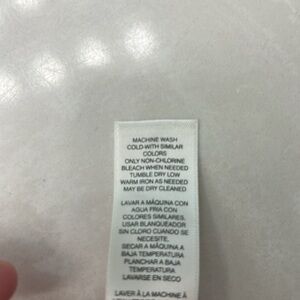 MACHINE WASH
COLD-WITH SIMILAR
COLORS
ONLY NON-CHLORINE
BLEACH WHEN NEEDED
TUMBLE DRY LOW
WARM IRON AS NEEDED
MAY BE DRY CLEANED
LAVAR A MÁQUINA CON
AGUA FRIA CON
COLORES SIMILARES.
USAR BLANQUEADOR
SIN CLORO CUANDO SE
NECESITE.
SECAR A MÁQUINA A
BAJA TEMPERATURA
PLANCHAR A BAJA
TEMPERATURA
LAVARSE EN SECO
LAVER À LA MACHINE À